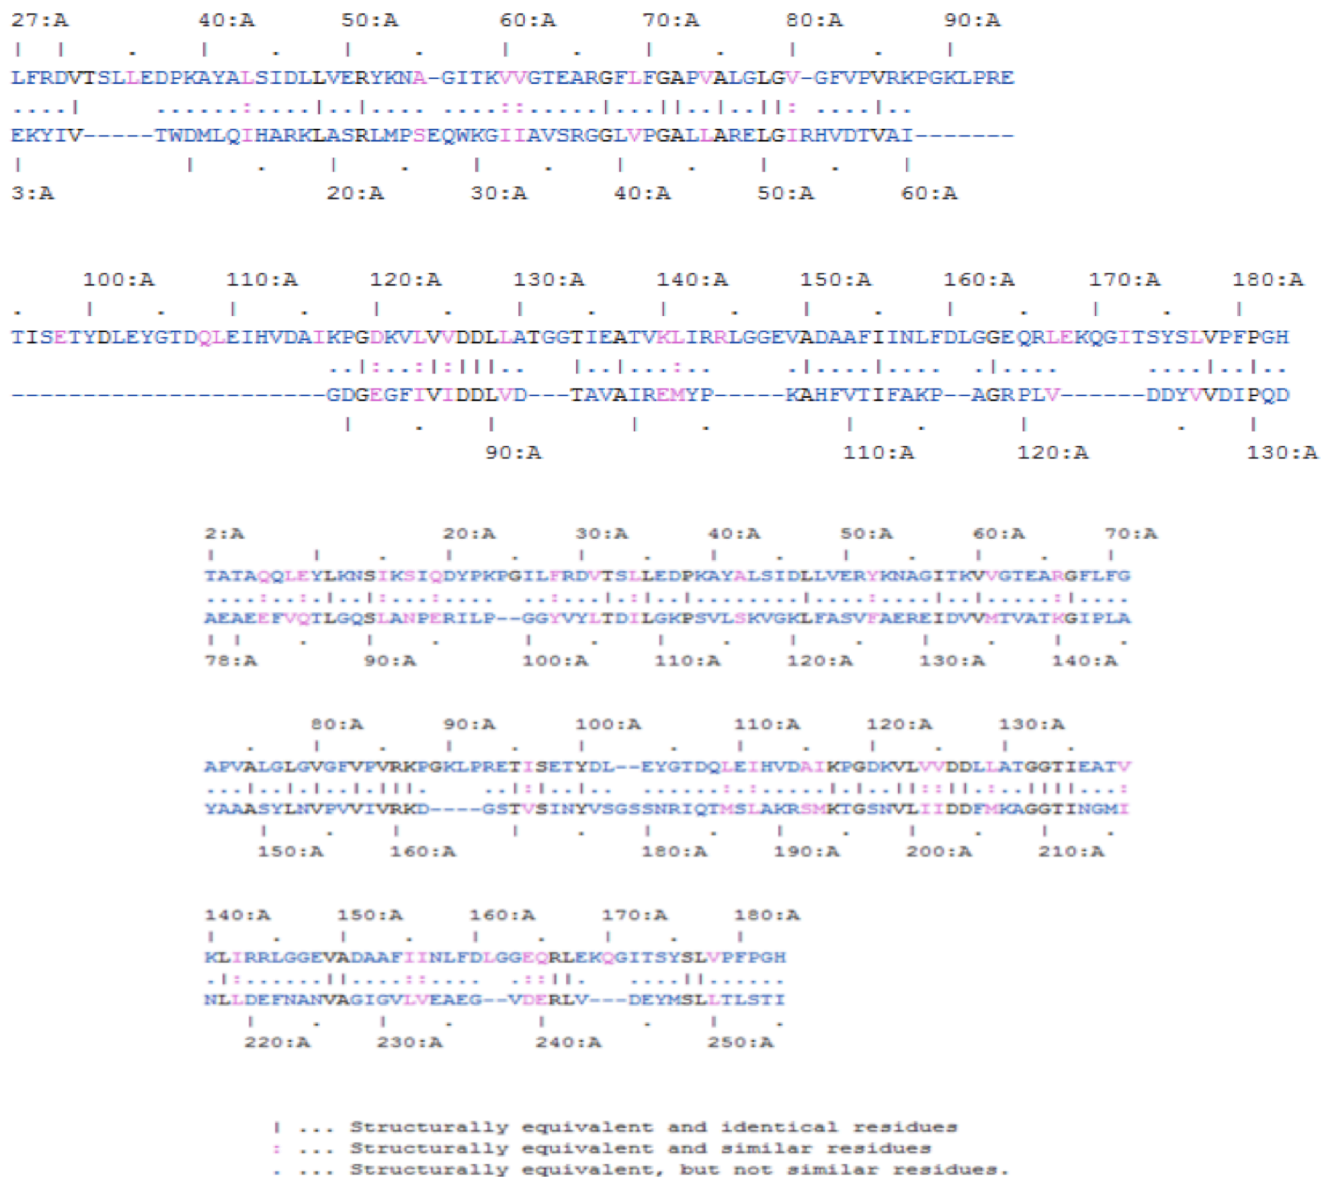 27:A 40:A 50:A 60:A 70:A 80:A 90:A
| | . | . | . | . | . | . |
LFRDVTSLLEDPKAYALSIDLLVERYKNA-GITKVVGTEARGFLFGAPVALGLGV-GFVPVRKPGKLPRE
....| ......:....|..|..... ....::.....|...||..|..||: ....|..
EKYIV-----TWDMLQIHARKLASRLMPSEQWKGIIAVSRGGLVPGALLARELGIRHVDTVAI-------
| | . | . | . | . | . |
3:A 20:A 30:A 40:A 50:A 60:A
100:A 110:A 120:A 130:A 140:A 150:A 160:A 170:A 180:A
. | . | . | . | . | . | . | . | . |
TISETYDLEYGTDQLEIHVDAIKPGDKVLVVDDLLATGGTIEATVKLIRRLGGEVADAAFIINLFDLGGEQRLEKQGITSYSLVPFPGH
..|:..:|:|||.. |..|...:.. ..|....|.... .|.... ....|..|..
----------------------GDGEGFIVIDDLVD---TAVAIREMYP-----KAHFVTIFAKP--AGRPLV------DDYVVDIPQD
| . | | . | . | . |
90:A 110:A 120:A 130:A
2:A 20:A 30:A 40:A 50:A 60:A 70:A
| | . | . | . | . | . | . |
TATAQQLEYLKNSIKSIQDYPKPGILFRDVTSLLEDPKAYALSIDLLVERYKNAGITKVVGTEARGFLFG
....:..:.|..|:...:.... ..:...|.:|..|........|.....:........|.....:|....
AEAEEFVQTLGQSLANPERILP--GGYVYLTDILGKPSVLSKVGKLFASVFAEREIDVVMTVATKGIPLA
| | . | . | . | . | . | . | .
78:A 90:A 100:A 110:A 120:A 130:A 140:A
80:A 90:A 100:A 110:A 120:A 130:A
. | . | . | . | . | . | .
APVALGLGVGFVPVRKPGKLPRETISETYDL--EYGTDQLEIHVDAIKPGDKVLVVDDLLATGGTIEATV
YAAASYLNVPVVIVRKD----GSTVSINYVSGSSNRIQTMSLAKRSMKTGSNVLIIDDFMKAGGTINGMI
| . | | . | . | . | . | .
150:A 160:A 180:A 190:A 200:A 210:A
140:A 150:A 160:A 170:A 180:A
| . | . | . | . |
KLIRRLGGEVADAAFIINLFDLGGEQRLEKQGITSYSLVPFPGH
.|:.......||....::.... .::||. ....||......
NLLDEFNANVAGIGVLVEAEG--VDERLV---DEYMSLLTLSTI
| . | . | . |
220:A 230:A 240:A 250:A
| ... Structurally equivalent and identical residues
: ... Structurally equivalent and similar residues
. ... Structurally equivalent, but not similar residues.